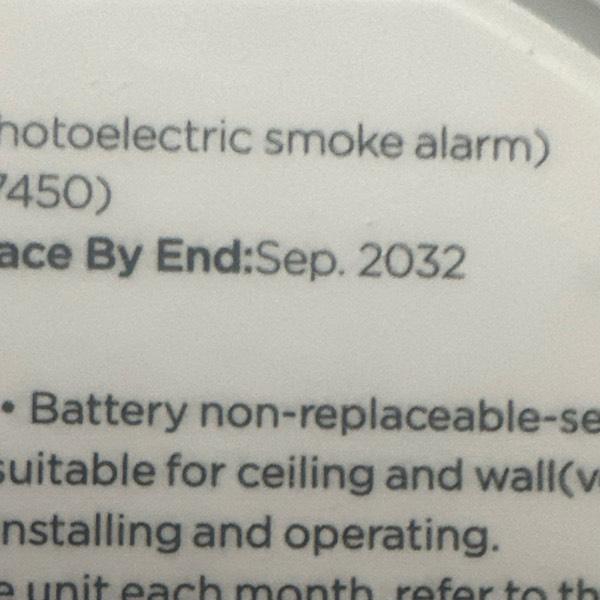 hotoelectric smoke alarm)
7450)
ace By End:Sep. 2032
• Battery non-replaceable-se
suitable for ceiling and wall(v
nstalling and operating.
e unit each month, refer to th